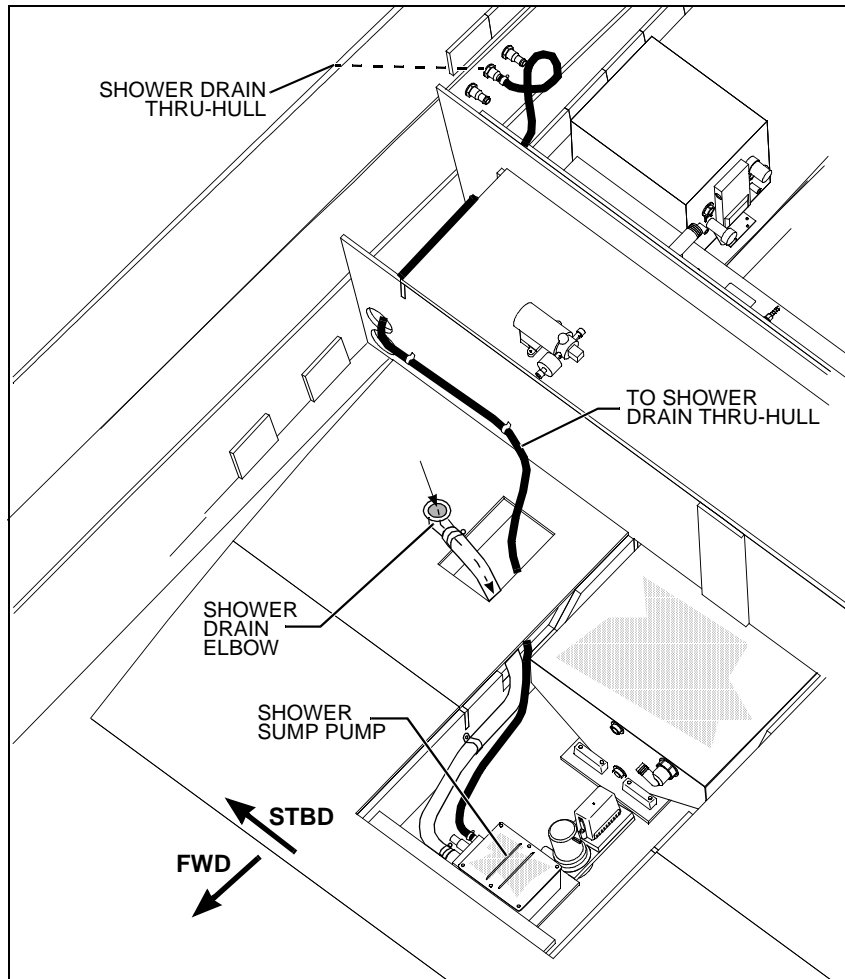 SHOWER DRAIN
THRU-HULL
TO SHOWER
DRAIN THRU-HULL
SHOWER
DRAIN
ELBOW
SHOWER
SUMP PUMP
STBD
FWD